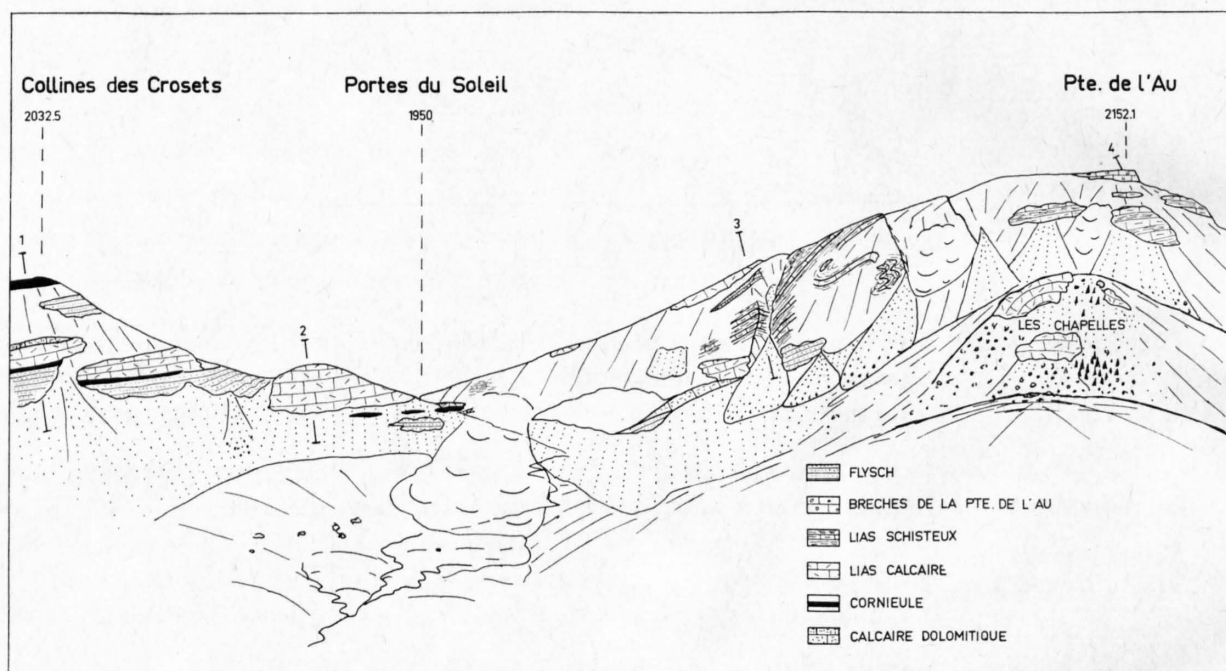 Collines des Crosets
2032.5
Portes du Soleil
1950
Pte. de l'Au
2152.1
1
2
3
4
LES CHAPELLES
FLYSCH
BRECHES DE LA PTE. DE L'AU
LIAS SCHISTEUX
LIAS CALCAIRE
CORNIEULE
CALCAIRE DOLOMITIQUE